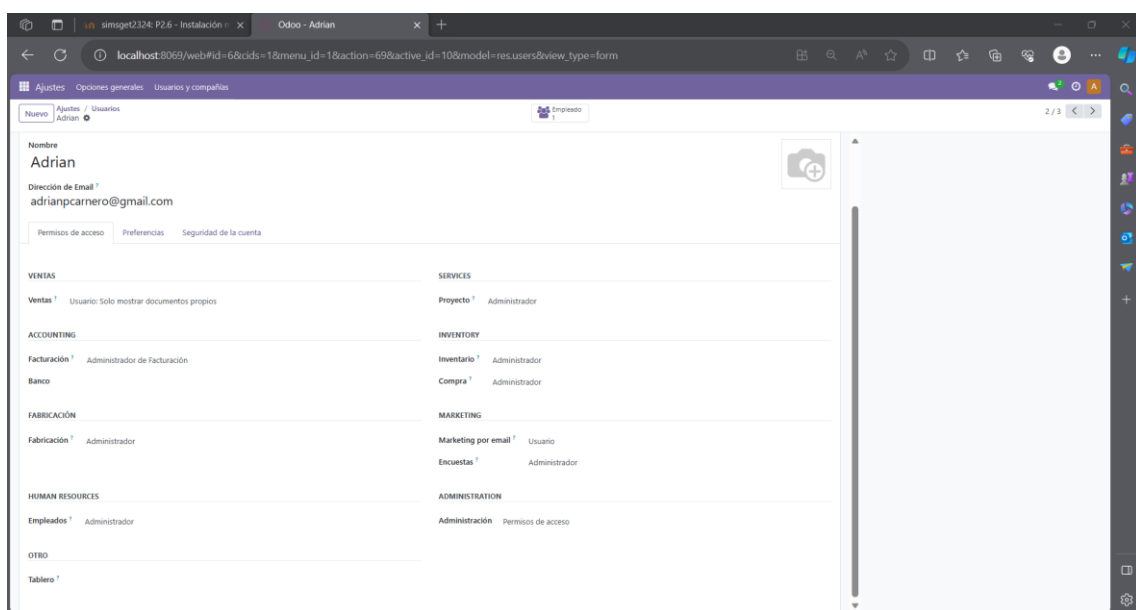 simsget2324: P2.6 - Instalación n
Odoo - Adrian
localhost:8069/web#id=6&cids=1&menu_id=1&action=69&active_id=10&model=res.users&view_type=form
Ajustes Opciones generales Usuarios y compañías
2 A
Nuevo
Ajustes / Usuarios
Adrian
Empleado
1
2 / 3
Nombre
Adrian
Dirección de Email ?
adrianpcarnero@gmail.com
Permisos de acceso Preferencias Seguridad de la cuenta
VENTAS
Ventas ? Usuario: Solo mostrar documentos propios
SERVICES
Proyecto ? Administrador
ACCOUNTING
Facturación ? Administrador de Facturación
Banco
INVENTORY
Inventario ? Administrador
Compra ? Administrador
FABRICACIÓN
Fabricación ? Administrador
MARKETING
Marketing por email ? Usuario
Encuestas ? Administrador
HUMAN RESOURCES
Empleados ? Administrador
ADMINISTRATION
Administración Permisos de acceso
OTRO
Tablero ?